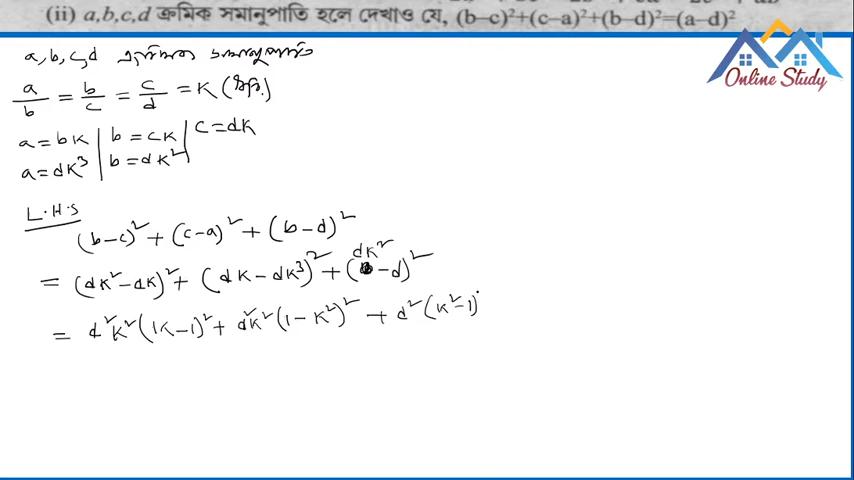 (ii) a,b,c,d ক্রমিক সমানুপাতি হলে দেখাও যে, (b–c)²+(c–a)²+(b–d)²=(a–d)²
Online Study
a, b, c, d ক্রমিক সমানুপাতি
a/b = b/c = c/d = K (ধরি.)
a = bK | b = cK | c = dK
a = dK³ | b = dK²
L.H.S
(b–c)² + (c–a)² + (b–d)²
= (dK² – dK)² + (dK – dK³)² + (dK² – d)²
= d²K²(K–1)² + d²K²(1–K²)² + d²(K²–1)